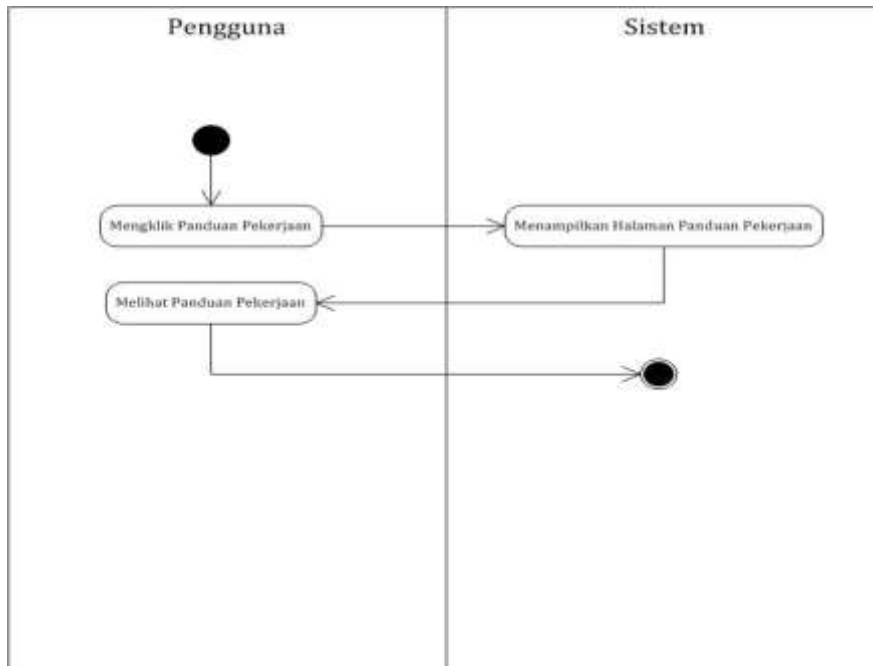 Pengguna
Sistem
Mengklik Panduan Pekerjaan
Menampilkan Halaman Panduan Pekerjaan
Melihat Panduan Pekerjaan